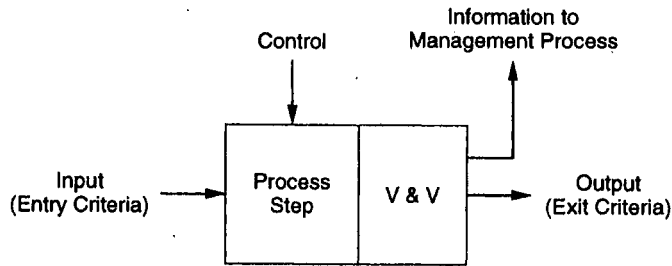 Information to
Management Process
Control
Input
(Entry Criteria)
Process
Step
V & V
Output
(Exit Criteria)